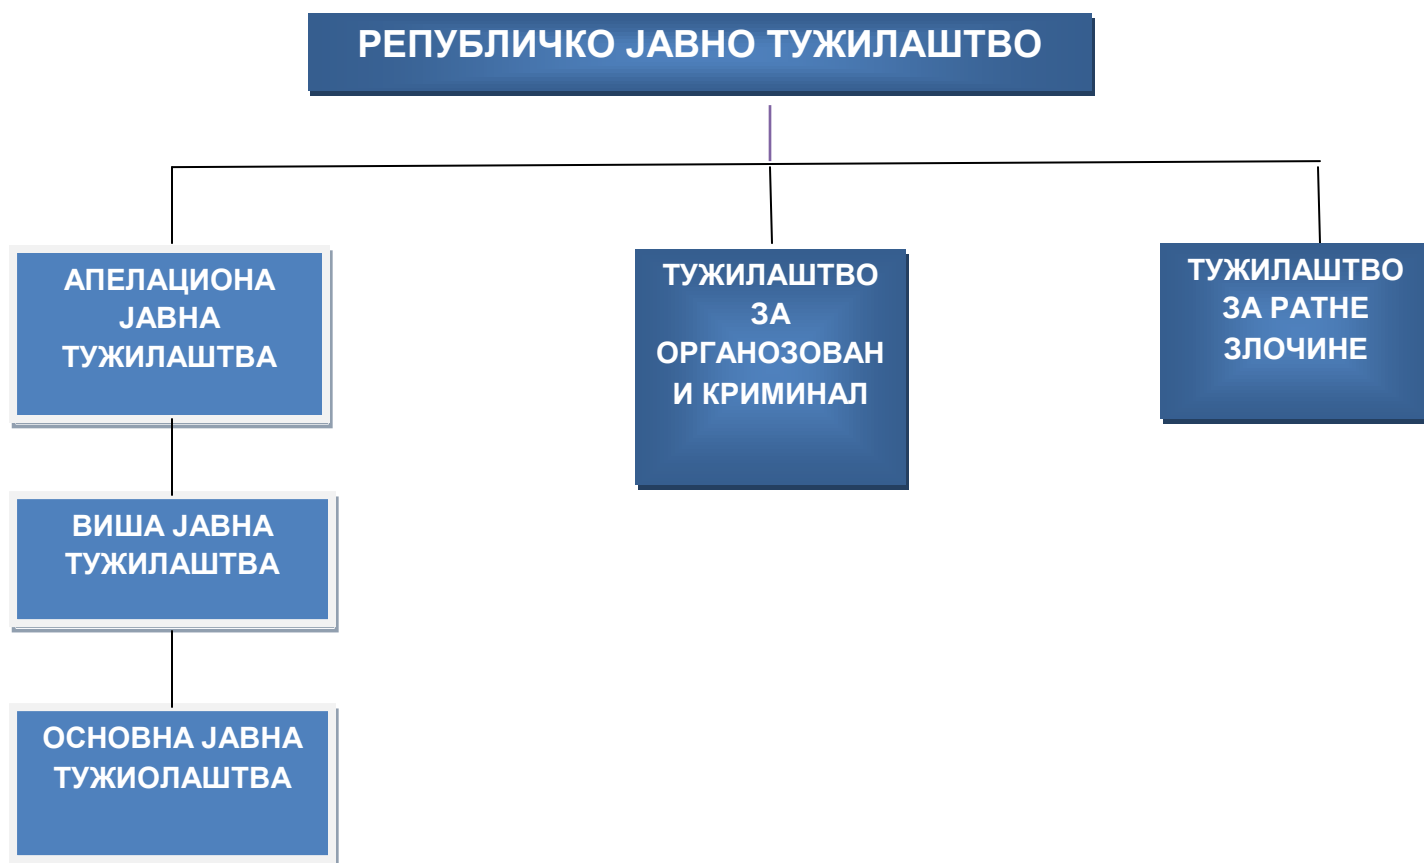 РЕПУБЛИЧКО ЈАВНО ТУЖИЛАШТВО
АПЕЛАЦИОНА
ЈАВНА
ТУЖИЛАШТВА
ТУЖИЛАШТВО
ЗА
ОРГАНОЗОВАН
И КРИМИНАЛ
ТУЖИЛАШТВО
ЗА РАТНЕ
ЗЛОЧИНЕ
ВИША ЈАВНА
ТУЖИЛАШТВА
ОСНОВНА ЈАВНА
ТУЖИОЛАШТВА